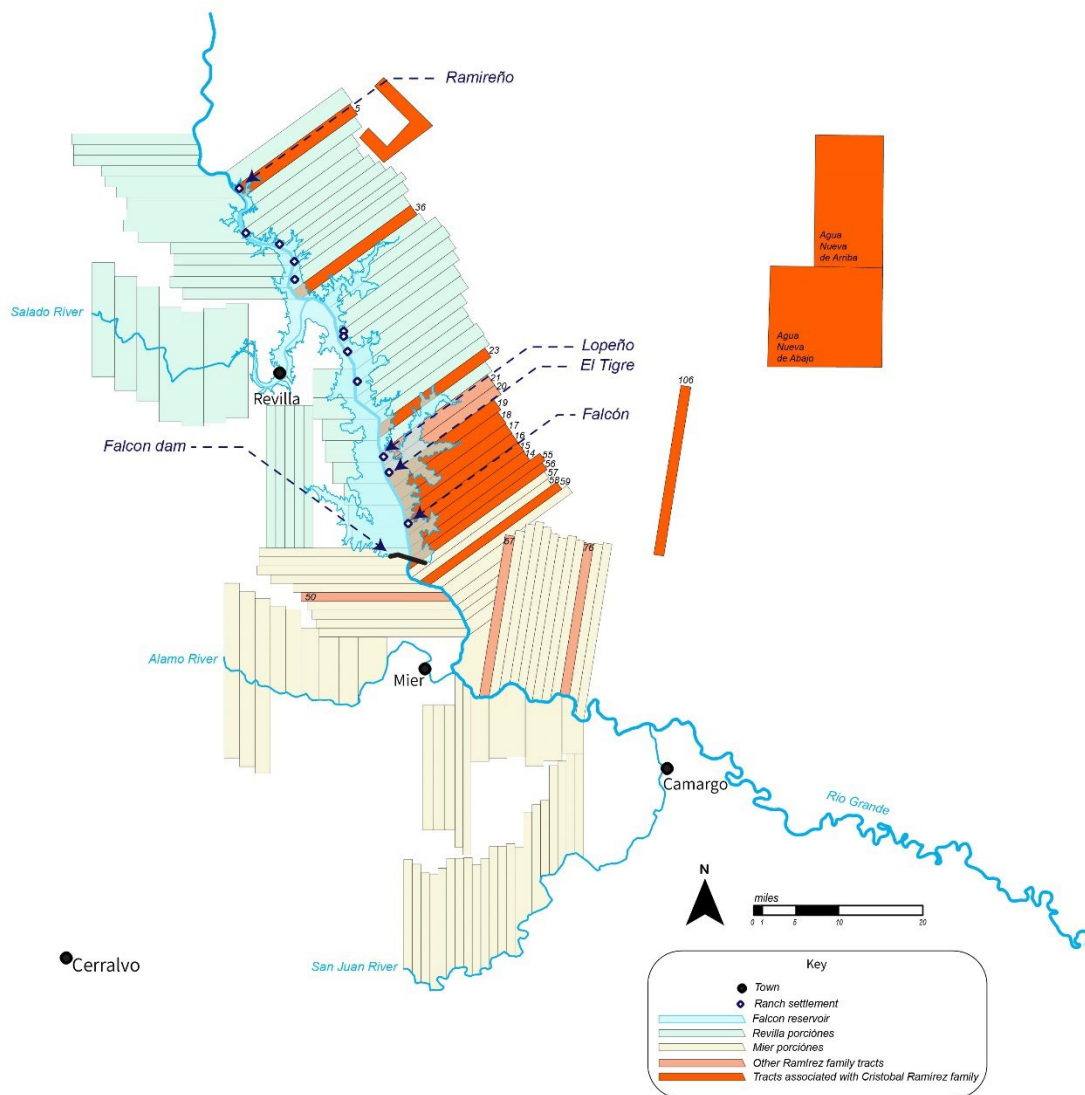 Ramireño
5
36
Agua
Nueva
de Arriba
Agua
Nueva
de Abajo
Salado River
Revilla
Lopeño
El Tigre
Falcón
Falcon dam
23
21
20
19
18
17
16
15
14
55
56
57
58
59
106
67
76
50
Alamo River
Mier
Camargo
Rio Grande
Cerralvo
San Juan River
N
miles
0 1 5 10 20
Key
Town
Ranch settlement
Falcon reservoir
Revilla porciónes
Mier porciónes
Other Ramírez family tracts
Tracts associated with Cristobal Ramirez family